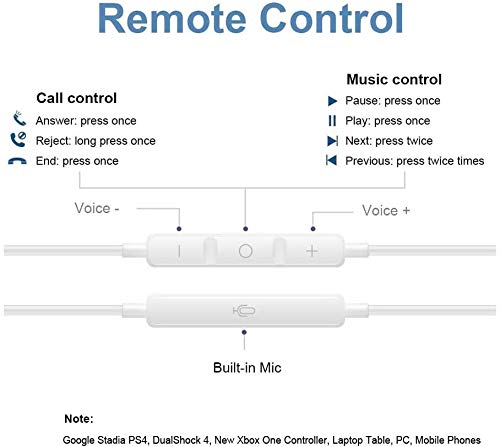 Remote Control
Call control
Answer: press once
Reject: long press once
End: press once
Music control
Pause: press once
Play: press once
Next: press twice
Previous: press twice times
Voice -
Voice +
Built-in Mic
Note:
Google Stadia PS4, DualShock 4, New Xbox One Controller, Laptop Table, PC, Mobile Phones